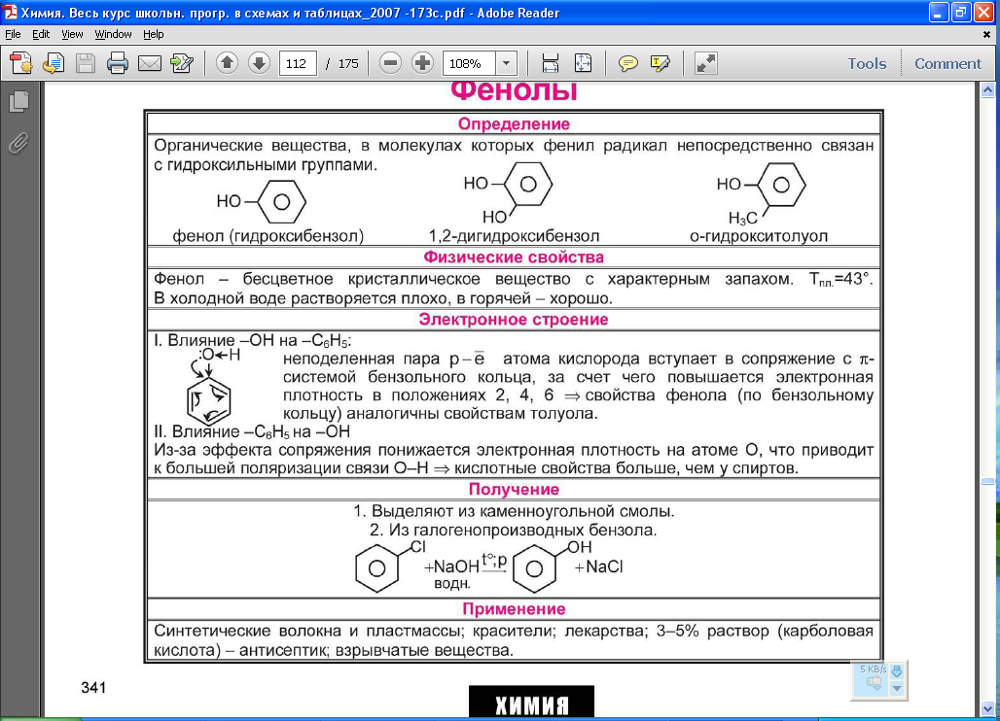 Химия. Весь курс школьн. прогр. в схемах и таблицах_2007 -173с.pdf - Adobe Reader
File Edit View Window Help
112 / 175 108% Tools Comment
Фенолы
Определение
Органические вещества, в молекулах которых фенил радикал непосредственно связан
с гидроксильными группами.
HO HO HO
HO H₃C
фенол (гидроксибензол) 1,2-дигидроксибензол о-гидрокситолуол
Физические свойства
Фенол – бесцветное кристаллическое вещество с характерным запахом. Тпл.=43°.
В холодной воде растворяется плохо, в горячей – хорошо.
Электронное строение
I. Влияние –OH на –C₆H₅:
:O←H
неподеленная пара p – e̅ атома кислорода вступает в сопряжение с π-
системой бензольного кольца, за счет чего повышается электронная
плотность в положениях 2, 4, 6 ⇒ свойства фенола (по бензольному
кольцу) аналогичны свойствам толуола.
II. Влияние –C₆H₅ на –OH
Из-за эффекта сопряжения понижается электронная плотность на атоме О, что приводит
к большей поляризации связи О–Н ⇒ кислотные свойства больше, чем у спиртов.
Получение
1. Выделяют из каменноугольной смолы.
2. Из галогенопроизводных бензола.
Cl +NaOH t°;p OH +NaCl
водн.
Применение
Синтетические волокна и пластмассы; красители; лекарства; 3–5% раствор (карболовая
кислота) – антисептик; взрывчатые вещества.
5 KB/s
341
ХИМИЯ